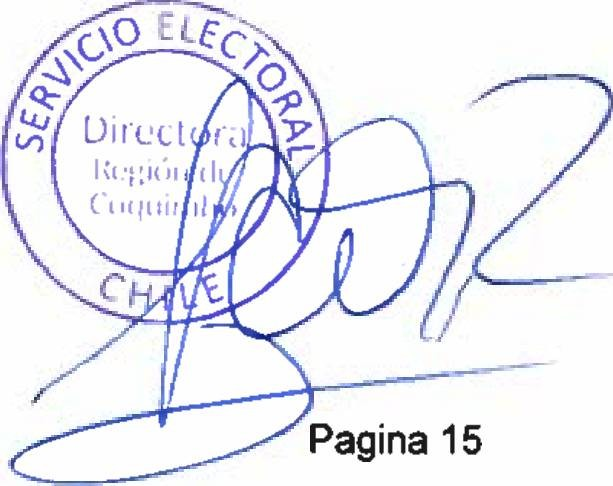 SERVICIO ELECTORAL
Directora
Región de
Coquimbo
CHILE
Pagina 15